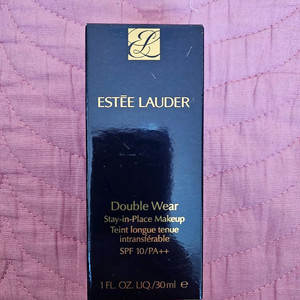 ESTĒE LAUDER
Double Wear
Stay-in-Place Makeup
Teint longue tenue
intransférable
SPF 10/PA++
1 FL. OZ. LIQ./30 ml ℮